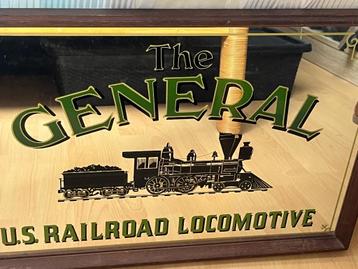 The
GENERAL
U.S. RAILROAD LOCOMOTIVE